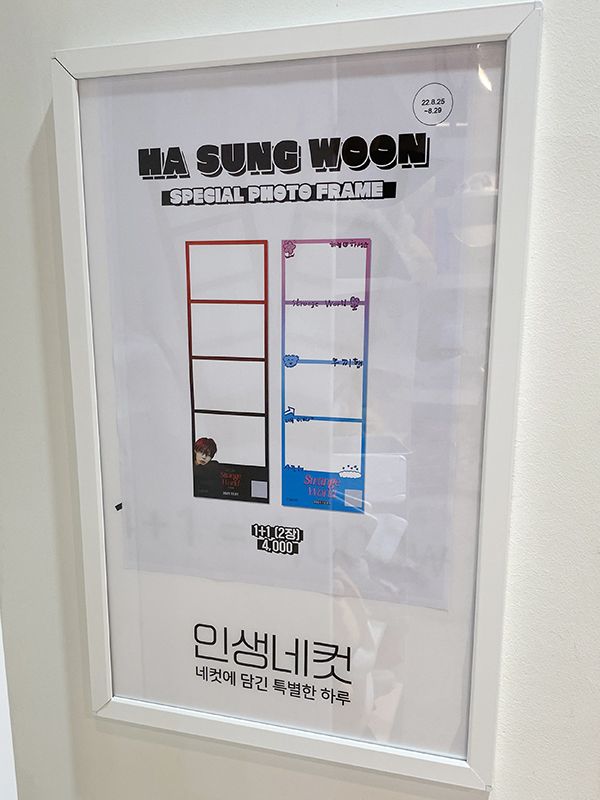 22.8.25
~8.29
HA SUNG WOON
SPECIAL PHOTO FRAME
Strange World
Strange
World
1+1 (2장)
4,000
인생네컷
네컷에 담긴 특별한 하루